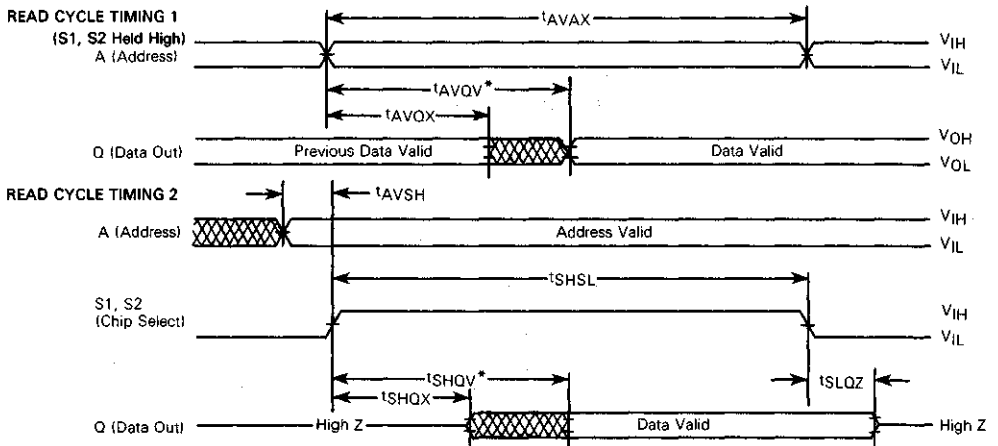 READ CYCLE TIMING 1
(S1, S2 Held High)
A (Address)
tAVAX
VIH
VIL
tAVQV*
tAVQX
Q (Data Out)
Previous Data Valid
Data Valid
VOH
VOL
READ CYCLE TIMING 2
tAVSH
A (Address)
Address Valid
VIH
VIL
tSHSL
S1, S2
(Chip Select)
VIH
VIL
tSHQV*
tSLQZ
tSHQX
Q (Data Out)
High Z
Data Valid
High Z